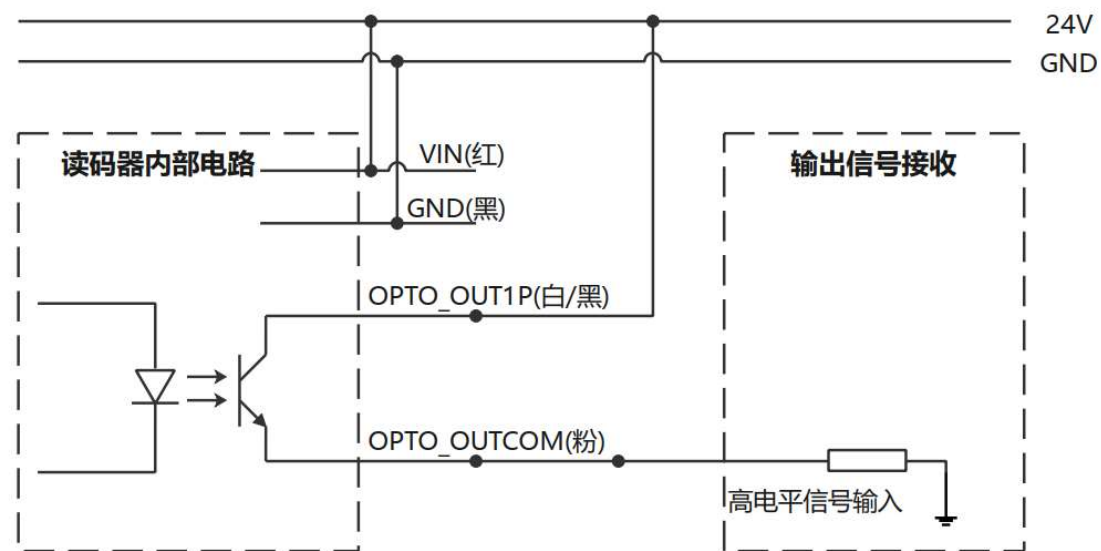 24V
GND
读码器内部电路
VIN(红)
输出信号接收
GND(黑)
OPTO_OUT1P(白/黑)
OPTO_OUTCOM(粉)
高电平信号输入